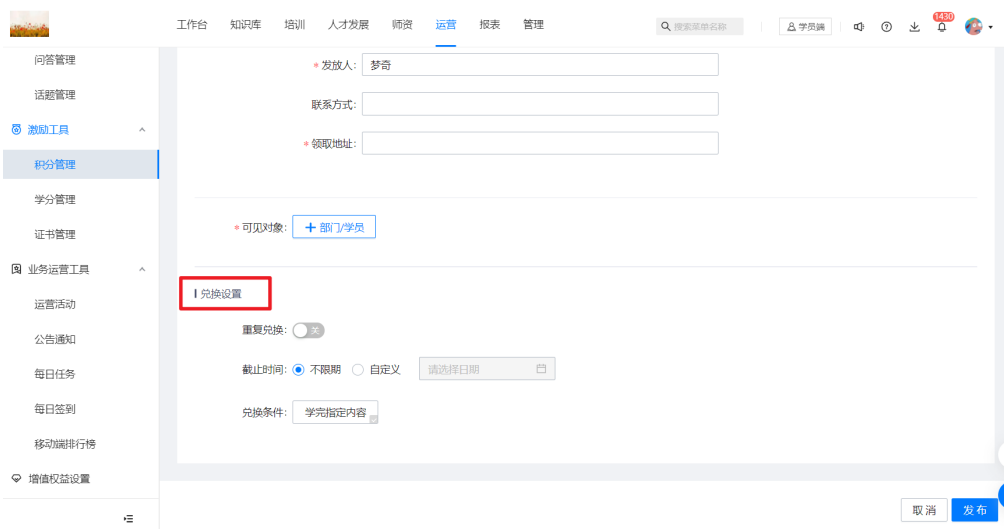 工作台 知识库 培训 人才发展 师资 运营 报表 管理 搜索菜单名称 学员端 1430
问答管理
话题管理
激励工具
积分管理
学分管理
证书管理
业务运营工具
运营活动
公告通知
每日任务
每日签到
移动端排行榜
增值权益设置
* 发放人: 梦奇
联系方式:
* 领取地址:
* 可见对象: + 部门/学员
兑换设置
重复兑换: 关
截止时间: 不限期 自定义 请选择日期
兑换条件: 学完指定内容
取消 发布